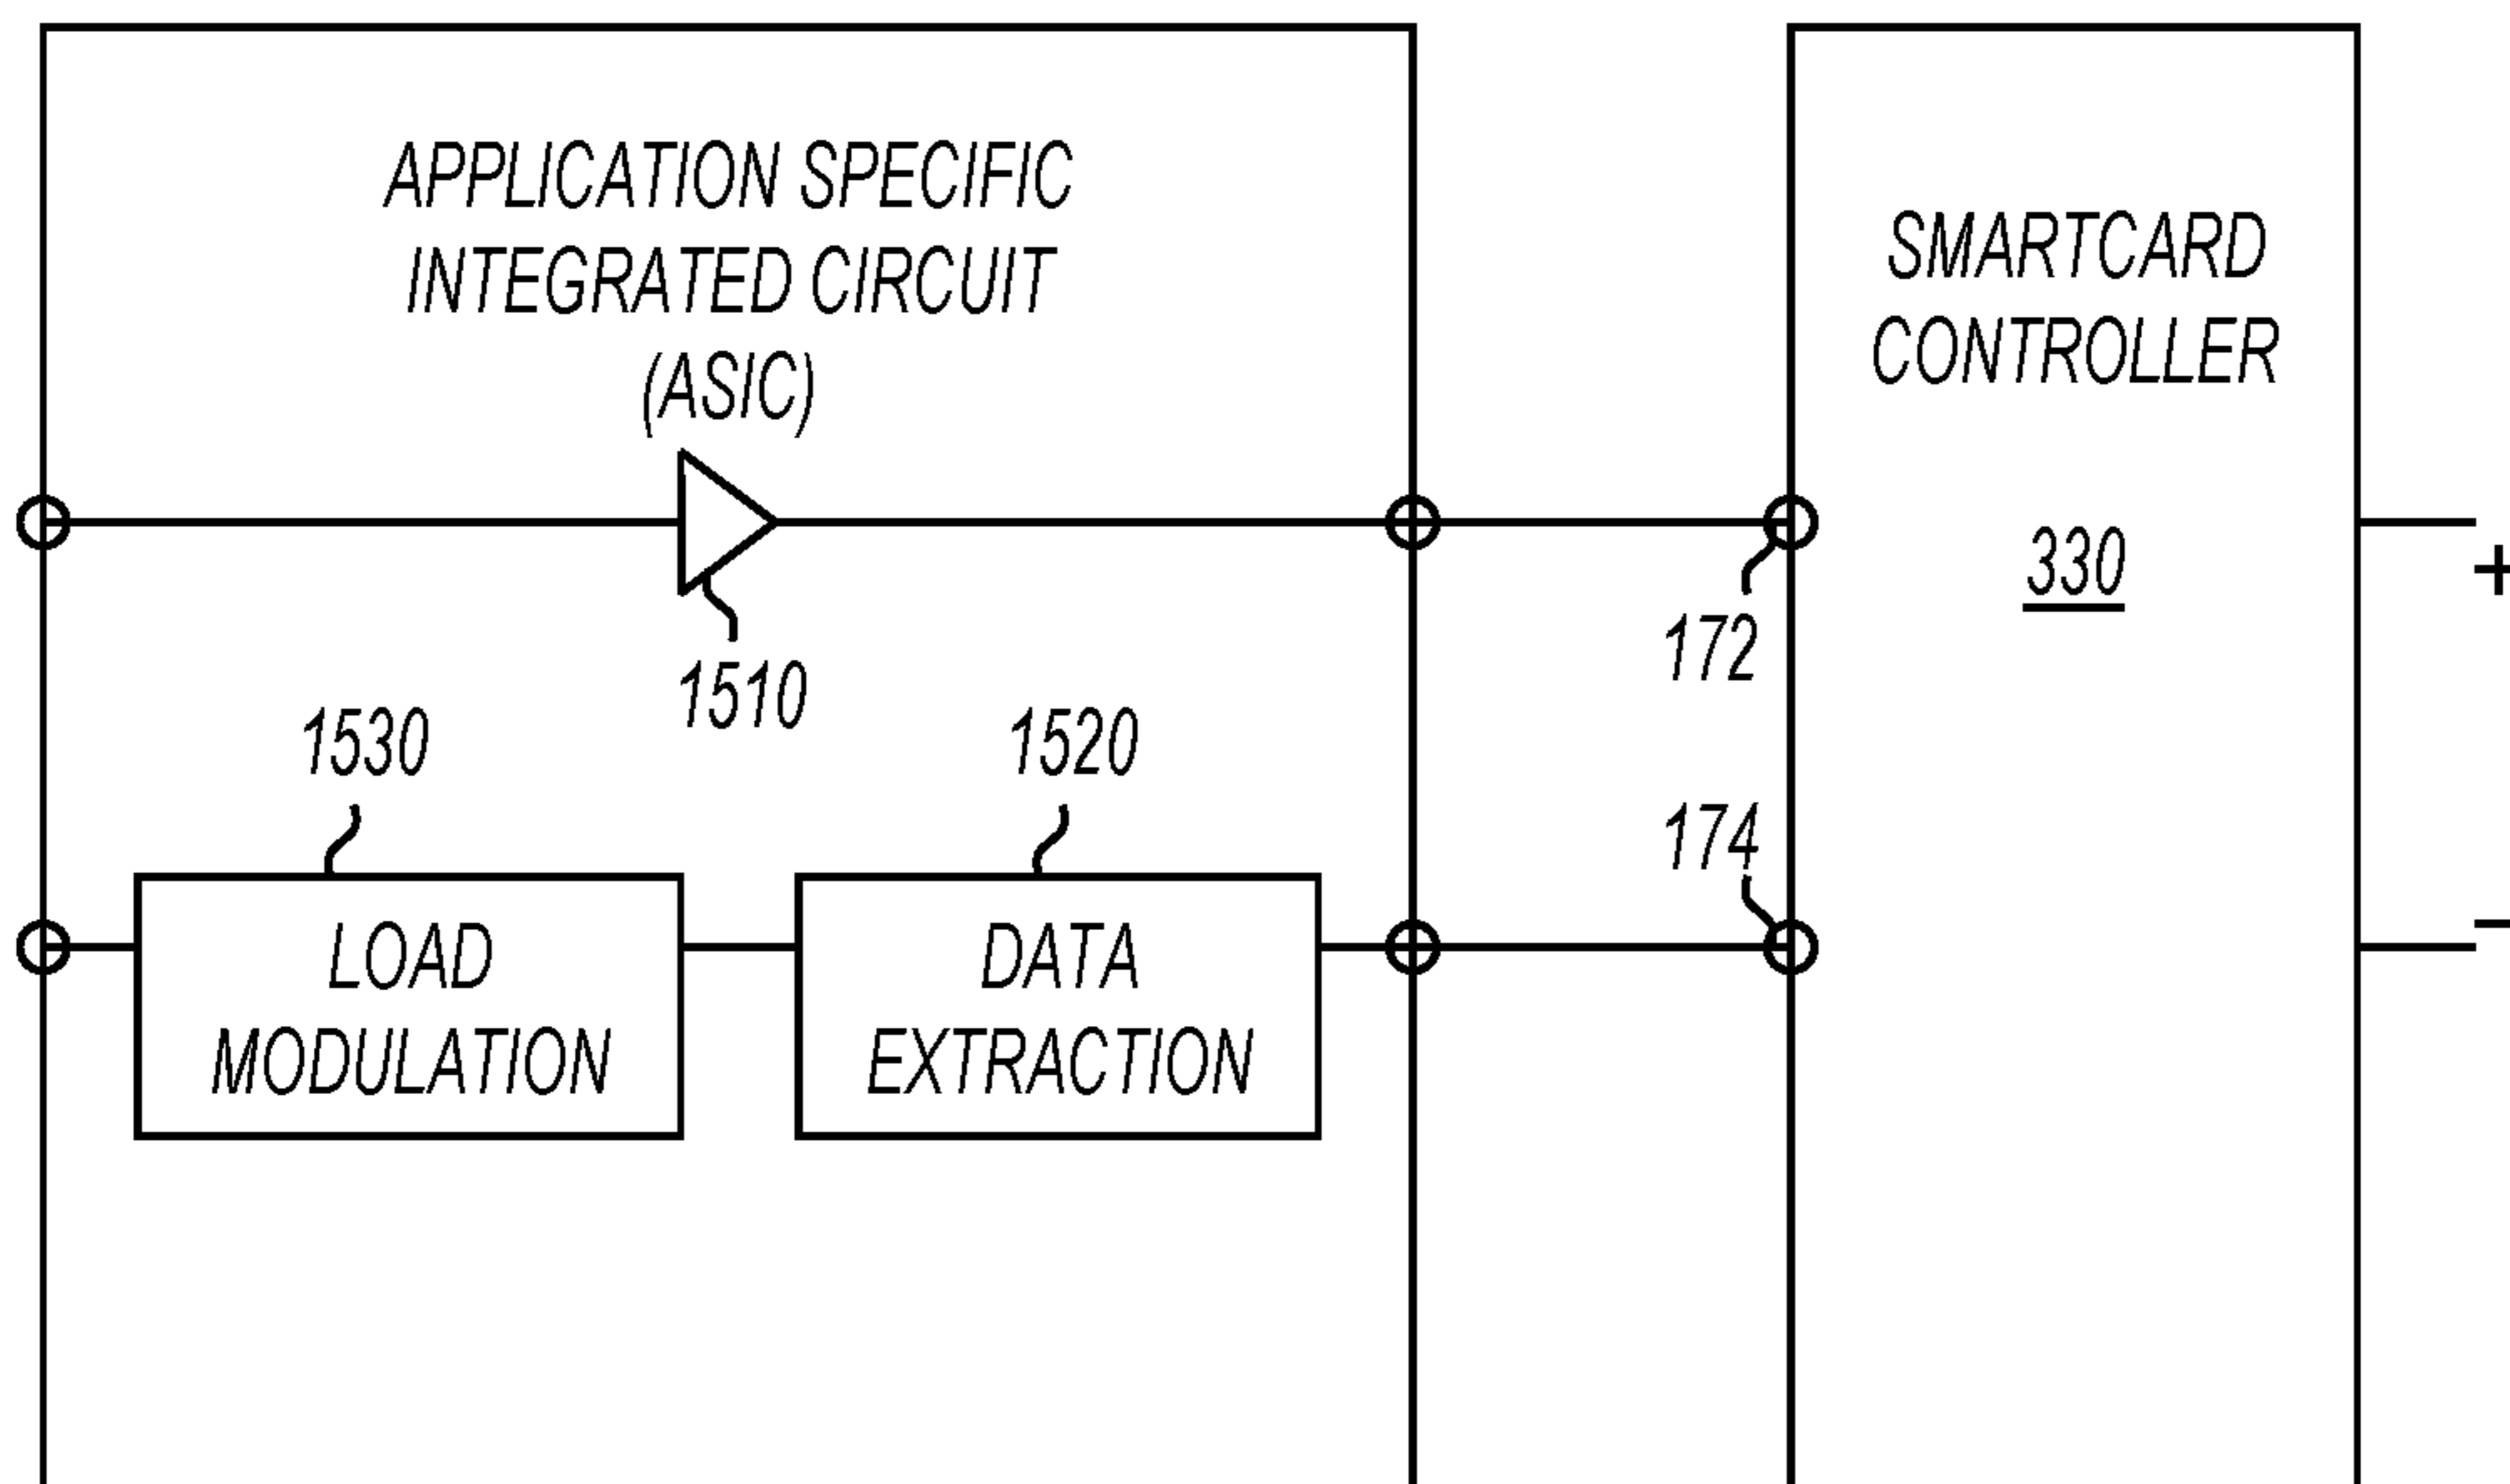 APPLICATION SPECIFIC
INTEGRATED CIRCUIT
(ASIC)
SMARTCARD
CONTROLLER
330
+
172
1510
1530
1520
174
−
LOAD
MODULATION
DATA
EXTRACTION